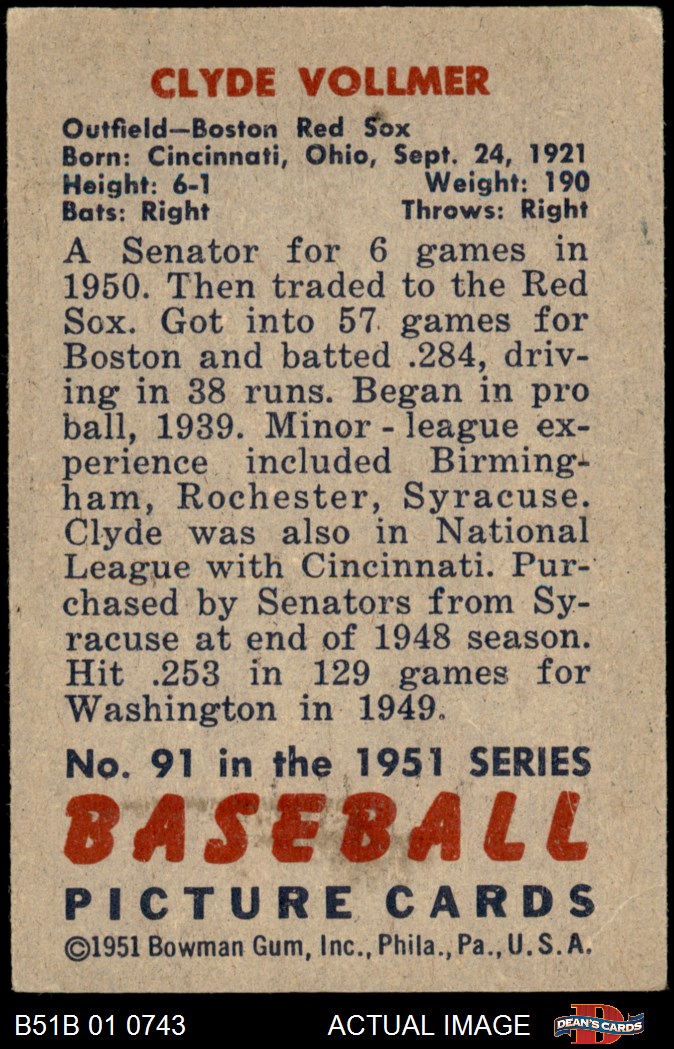 CLYDE VOLLMER
Outfield—Boston Red Sox
Born: Cincinnati, Ohio, Sept. 24, 1921
Height: 6-1 Weight: 190
Bats: Right Throws: Right
A Senator for 6 games in
1950. Then traded to the Red
Sox. Got into 57 games for
Boston and batted .284, driv-
ing in 38 runs. Began in pro
ball, 1939. Minor - league ex-
perience included Birming-
ham, Rochester, Syracuse.
Clyde was also in National
League with Cincinnati. Pur-
chased by Senators from Sy-
racuse at end of 1948 season.
Hit .253 in 129 games for
Washington in 1949.
No. 91 in the 1951 SERIES
BASEBALL
PICTURE CARDS
©1951 Bowman Gum, Inc., Phila., Pa., U. S. A.
B51B 01 0743 ACTUAL IMAGE DEAN'S CARDS